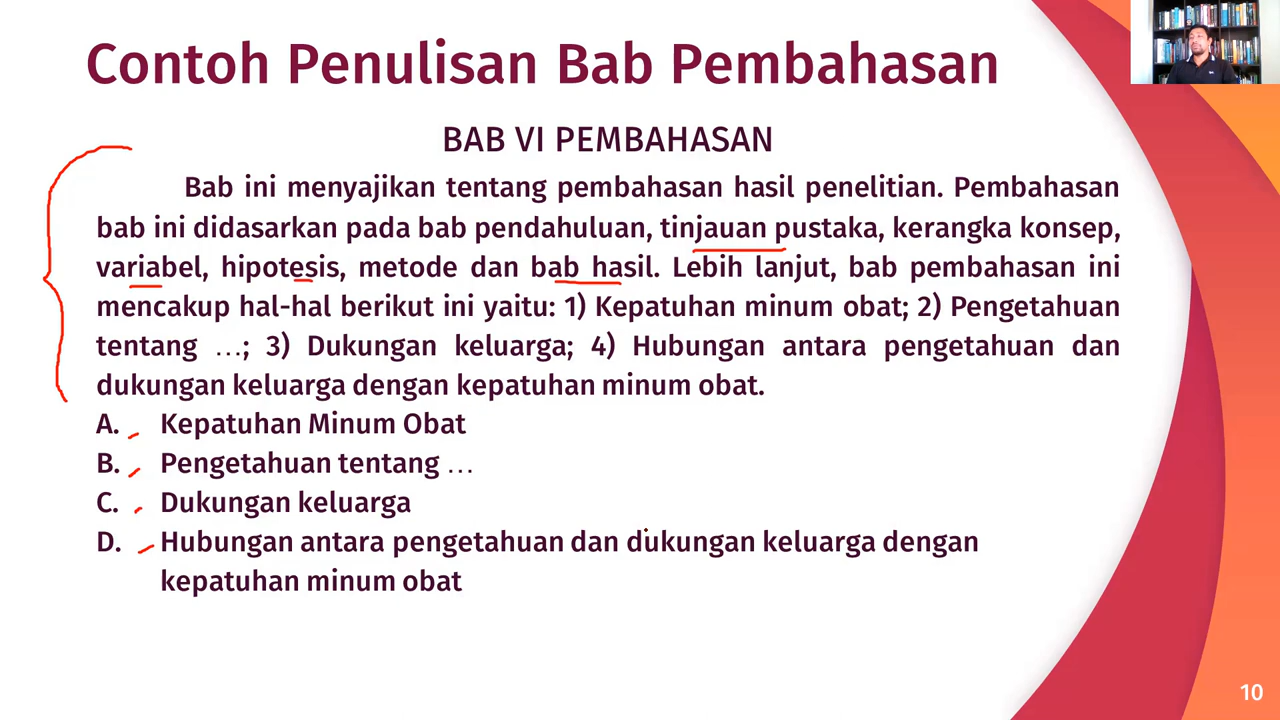 Contoh Penulisan Bab Pembahasan
BAB VI PEMBAHASAN
Bab ini menyajikan tentang pembahasan hasil penelitian. Pembahasan
bab ini didasarkan pada bab pendahuluan, tinjauan pustaka, kerangka konsep,
variabel, hipotesis, metode dan bab hasil. Lebih lanjut, bab pembahasan ini
mencakup hal-hal berikut ini yaitu: 1) Kepatuhan minum obat; 2) Pengetahuan
tentang ...; 3) Dukungan keluarga; 4) Hubungan antara pengetahuan dan
dukungan keluarga dengan kepatuhan minum obat.
A. Kepatuhan Minum Obat
B. Pengetahuan tentang ...
C. Dukungan keluarga
D. Hubungan antara pengetahuan dan dukungan keluarga dengan
kepatuhan minum obat
10